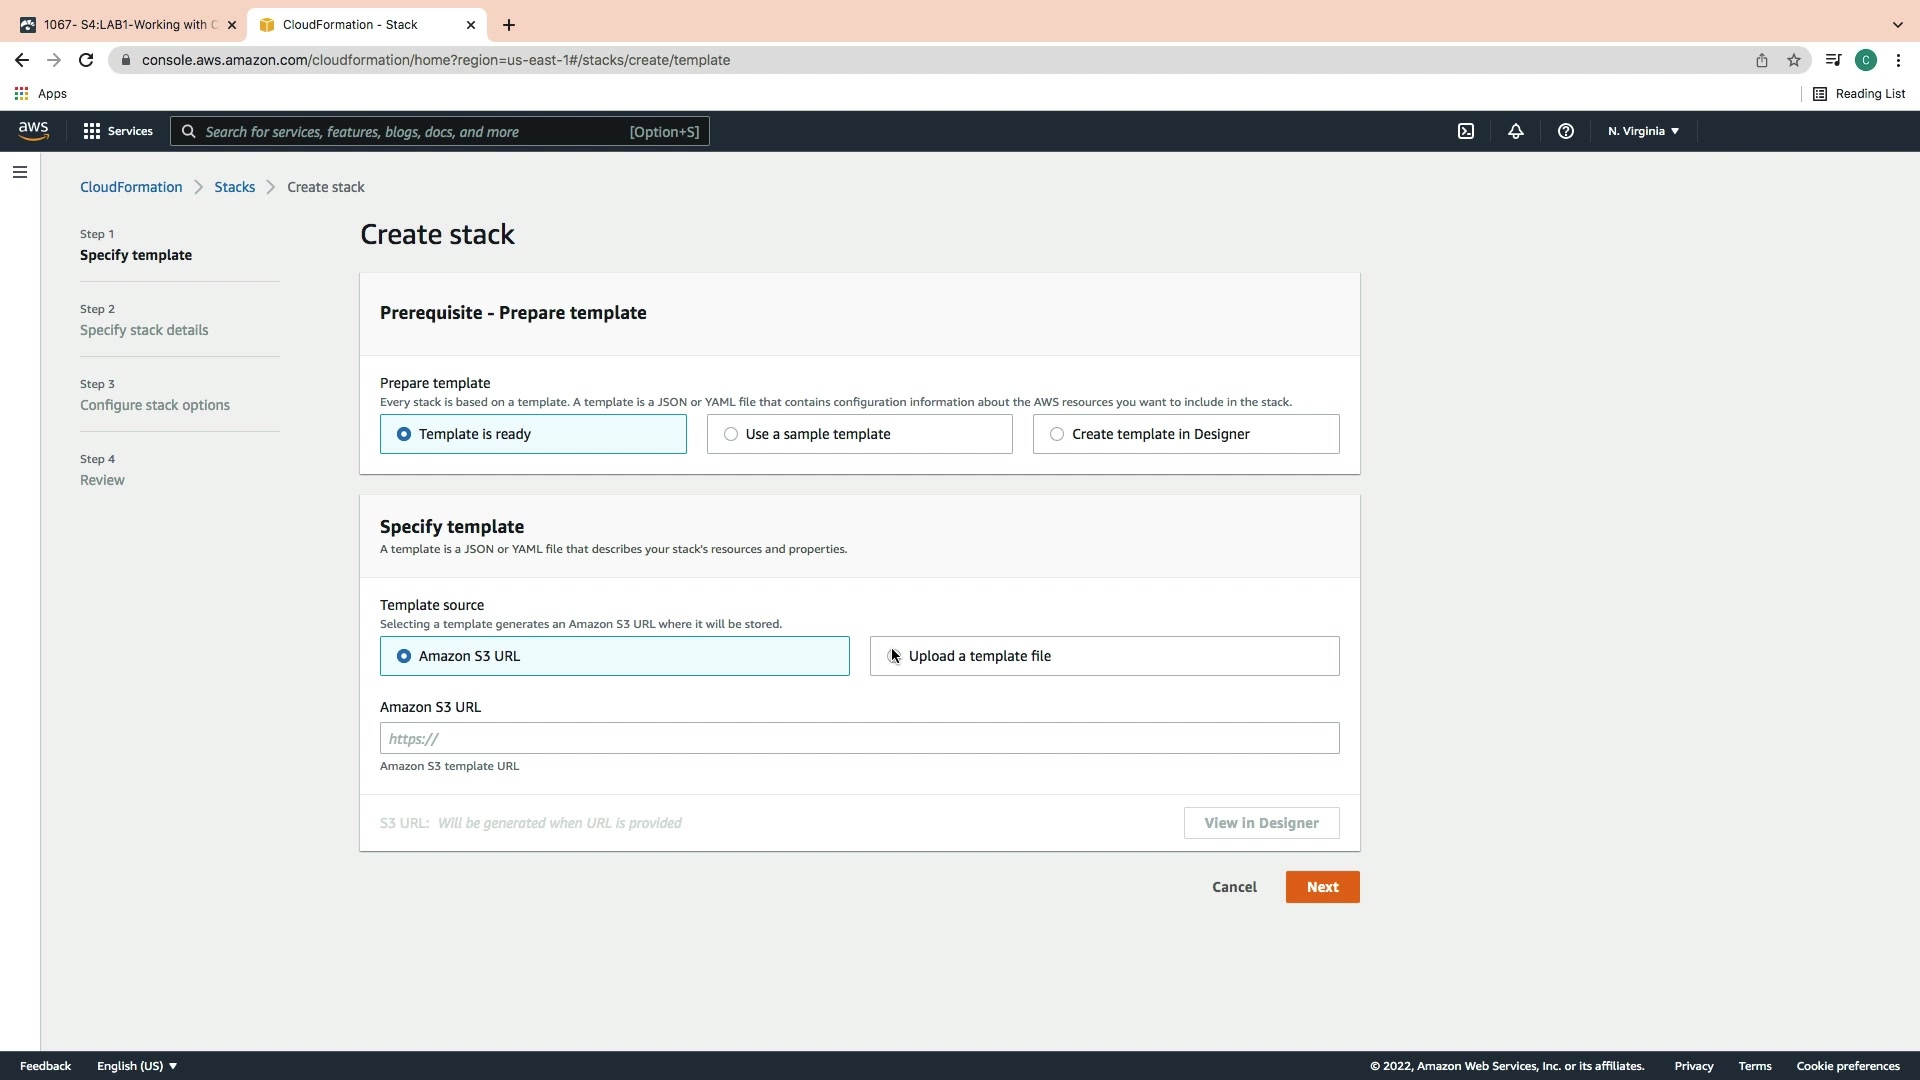 1067- S4:LAB1-Working with C
CloudFormation - Stack
console.aws.amazon.com/cloudformation/home?region=us-east-1#/stacks/create/template
C
Apps
Reading List
aws
Services
Search for services, features, blogs, docs, and more
[Option+S]
N. Virginia
CloudFormation
Stacks
Create stack
Step 1
Specify template
Step 2
Specify stack details
Step 3
Configure stack options
Step 4
Review
Create stack
Prerequisite - Prepare template
Prepare template
Every stack is based on a template. A template is a JSON or YAML file that contains configuration information about the AWS resources you want to include in the stack.
Template is ready
Use a sample template
Create template in Designer
Specify template
A template is a JSON or YAML file that describes your stack's resources and properties.
Template source
Selecting a template generates an Amazon S3 URL where it will be stored.
Amazon S3 URL
Upload a template file
Amazon S3 URL
https://
Amazon S3 template URL
S3 URL: Will be generated when URL is provided
View in Designer
Cancel
Next
Feedback
English (US)
© 2022, Amazon Web Services, Inc. or its affiliates.
Privacy
Terms
Cookie preferences